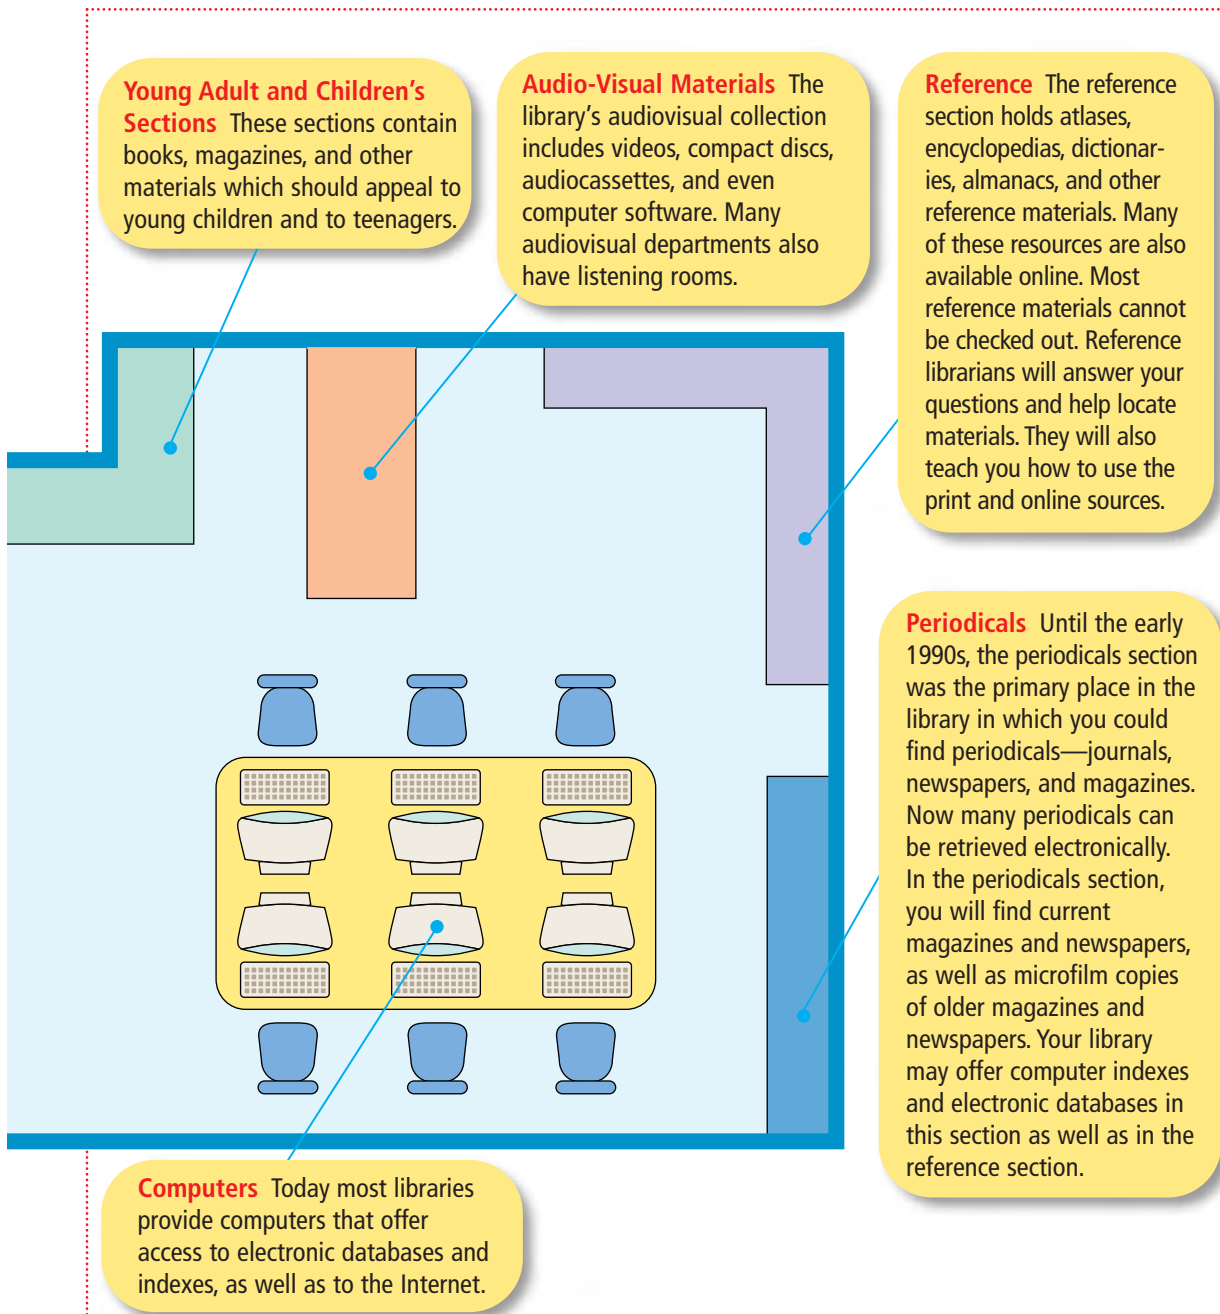 Young Adult and Children's
Sections These sections contain
books, magazines, and other
materials which should appeal to
young children and to teenagers.
Audio-Visual Materials The
library's audiovisual collection
includes videos, compact discs,
audiocassettes, and even
computer software. Many
audiovisual departments also
have listening rooms.
Reference The reference
section holds atlases,
encyclopedias, dictionar-
ies, almanacs, and other
reference materials. Many
of these resources are also
available online. Most
reference materials cannot
be checked out. Reference
librarians will answer your
questions and help locate
materials. They will also
teach you how to use the
print and online sources.
Periodicals Until the early
1990s, the periodicals section
was the primary place in the
library in which you could
find periodicals—journals,
newspapers, and magazines.
Now many periodicals can
be retrieved electronically.
In the periodicals section,
you will find current
magazines and newspapers,
as well as microfilm copies
of older magazines and
newspapers. Your library
may offer computer indexes
and electronic databases in
this section as well as in the
reference section.
Computers Today most libraries
provide computers that offer
access to electronic databases and
indexes, as well as to the Internet.